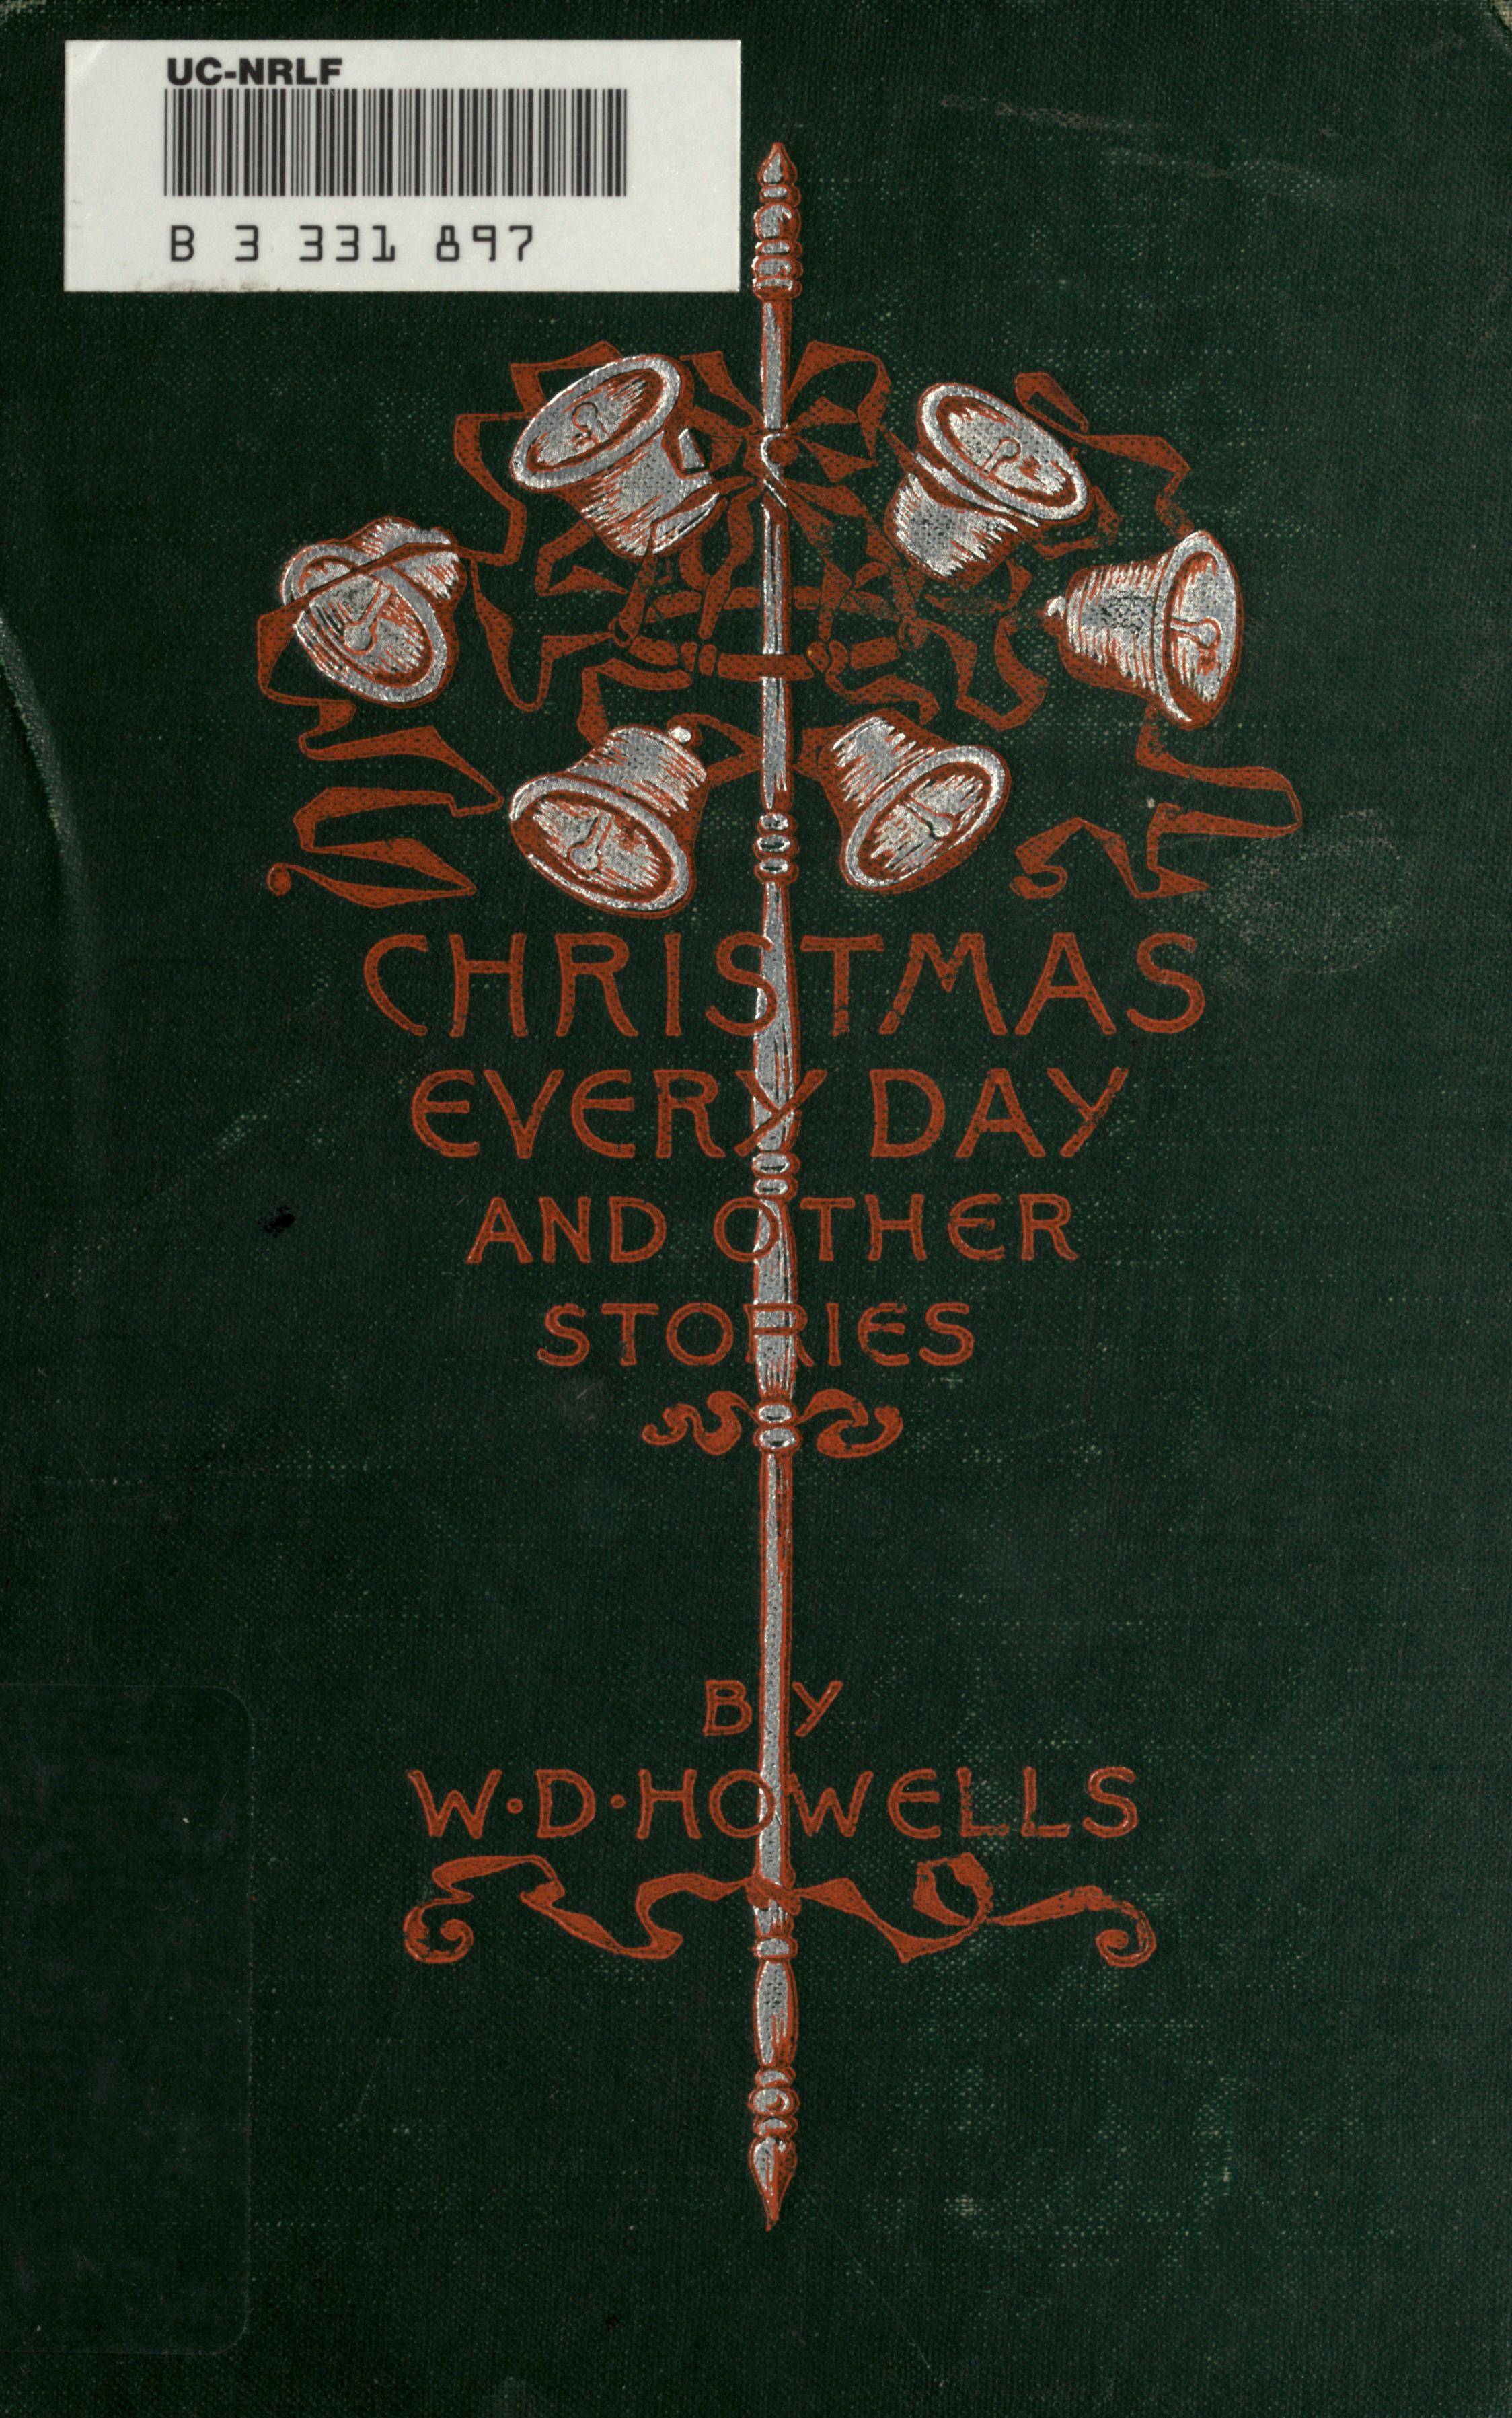 UC-NRLF
B 3 331 897
CHRISTMAS
EVERY DAY
AND OTHER
STORIES
BY
W·D·HOWELLS